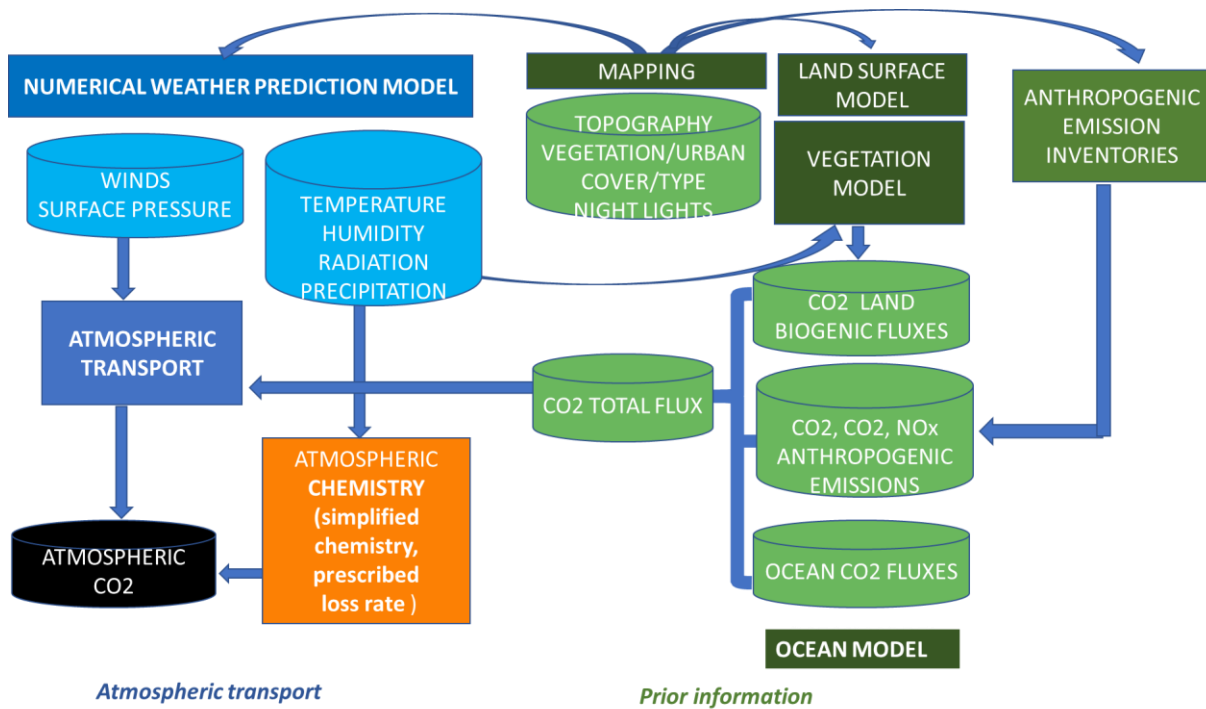 NUMERICAL WEATHER PREDICTION MODEL
MAPPING
LAND SURFACE
MODEL
ANTHROPOGENIC
EMISSION
INVENTORIES
WINDS
SURFACE PRESSURE
TEMPERATURE
HUMIDITY
RADIATION
PRECIPITATION
TOPOGRAPHY
VEGETATION/URBAN
COVER/TYPE
NIGHT LIGHTS
VEGETATION
MODEL
CO2 LAND
BIOGENIC FLUXES
ATMOSPHERIC
TRANSPORT
CO2 TOTAL FLUX
CO2, CO2, NOx
ANTHROPOGENIC
EMISSIONS
ATMOSPHERIC
CHEMISTRY
(simplified
chemistry,
prescribed
loss rate )
ATMOSPHERIC
CO2
OCEAN CO2 FLUXES
OCEAN MODEL
Atmospheric transport
Prior information